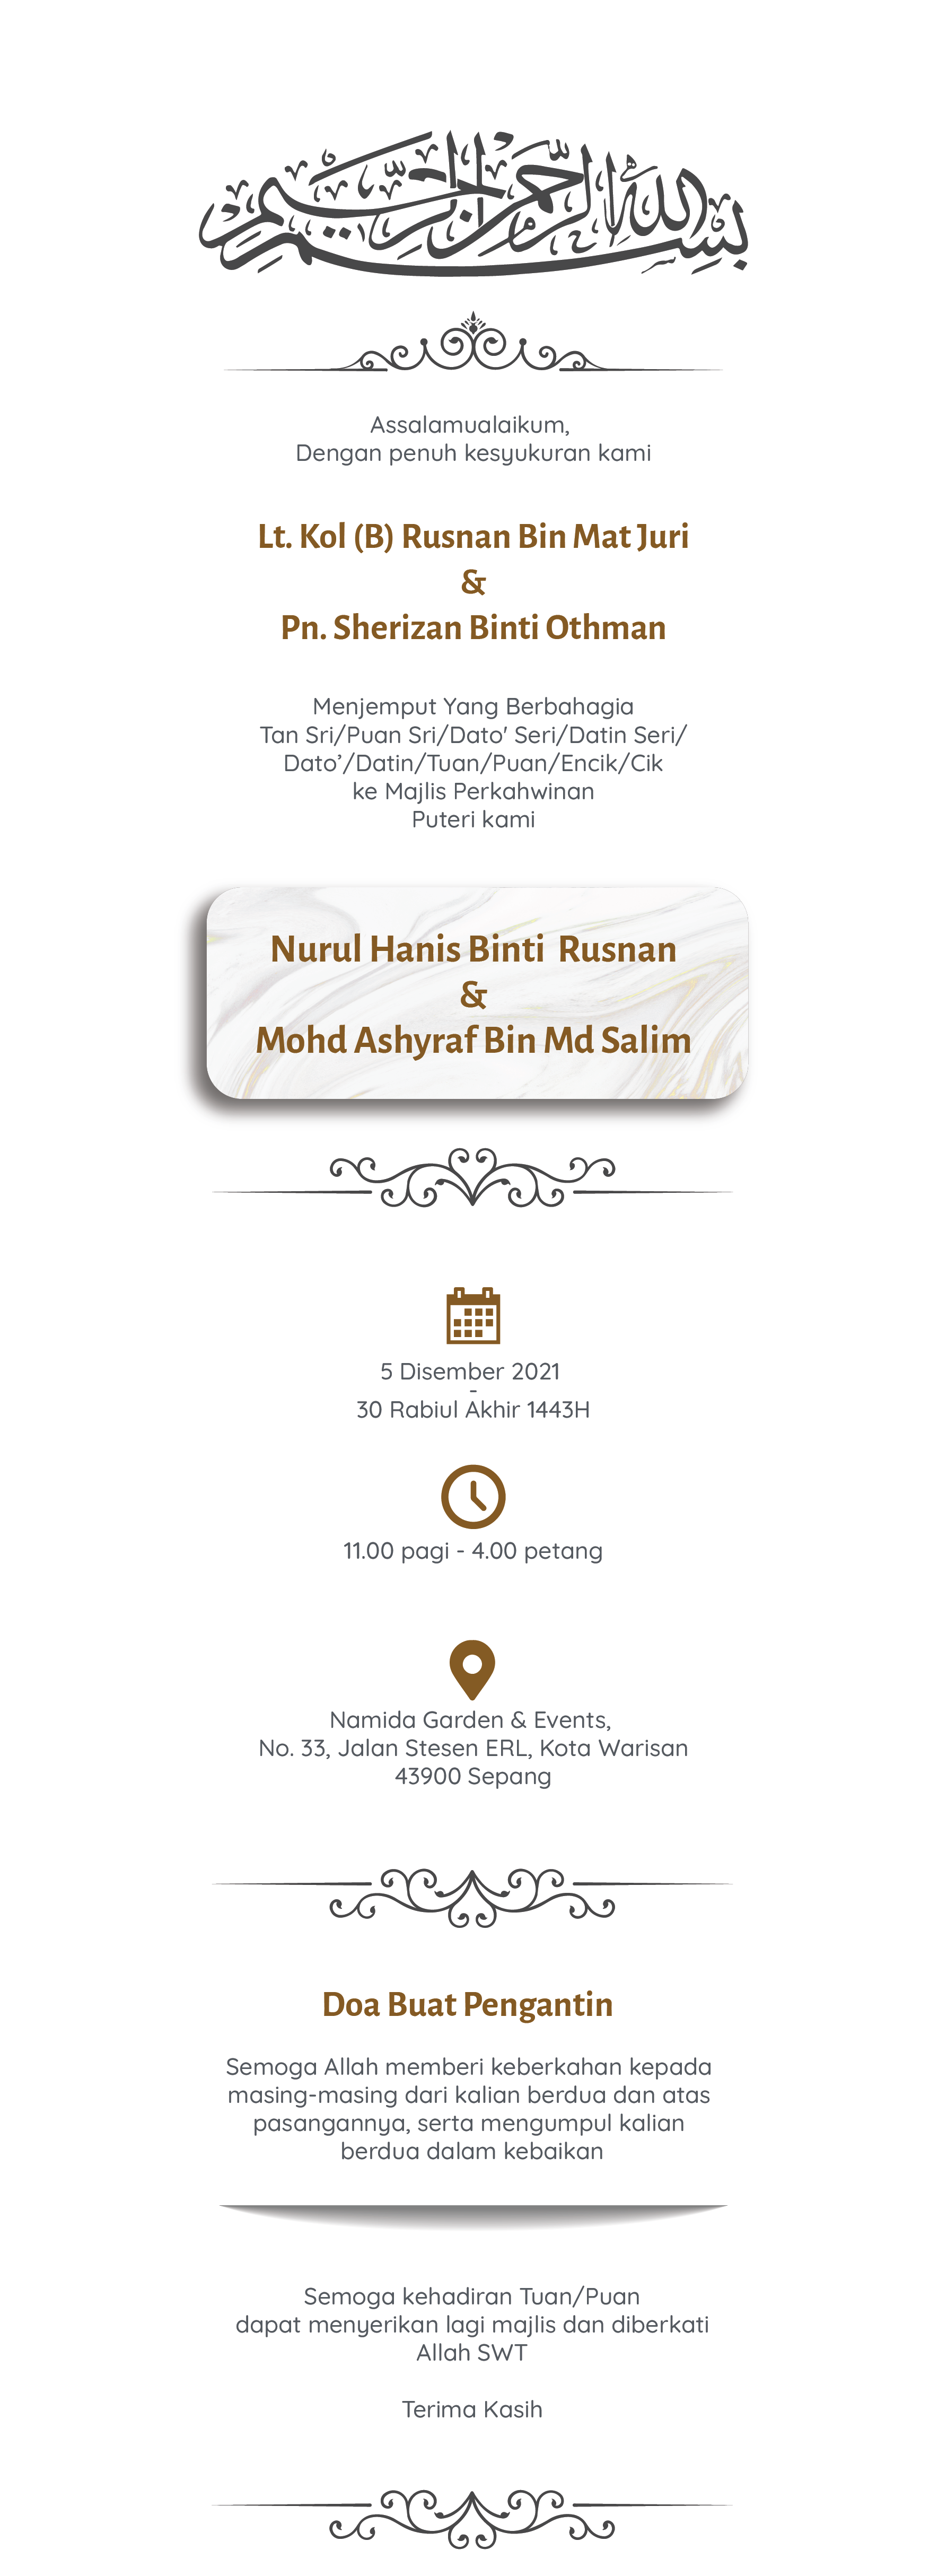 بسم الله الرحمن الرحيم
Assalamualaikum,
Dengan penuh kesyukuran kami
Lt. Kol (B) Rusnan Bin Mat Juri
&
Pn. Sherizan Binti Othman
Menjemput Yang Berbahagia
Tan Sri/Puan Sri/Dato' Seri/Datin Seri/
Dato’/Datin/Tuan/Puan/Encik/Cik
ke Majlis Perkahwinan
Puteri kami
Nurul Hanis Binti Rusnan
&
Mohd Ashyraf Bin Md Salim
5 Disember 2021
-
30 Rabiul Akhir 1443H
11.00 pagi - 4.00 petang
Namida Garden & Events,
No. 33, Jalan Stesen ERL, Kota Warisan
43900 Sepang
Doa Buat Pengantin
Semoga Allah memberi keberkahan kepada
masing-masing dari kalian berdua dan atas
pasangannya, serta mengumpul kalian
berdua dalam kebaikan
Semoga kehadiran Tuan/Puan
dapat menyerikan lagi majlis dan diberkati
Allah SWT
Terima Kasih